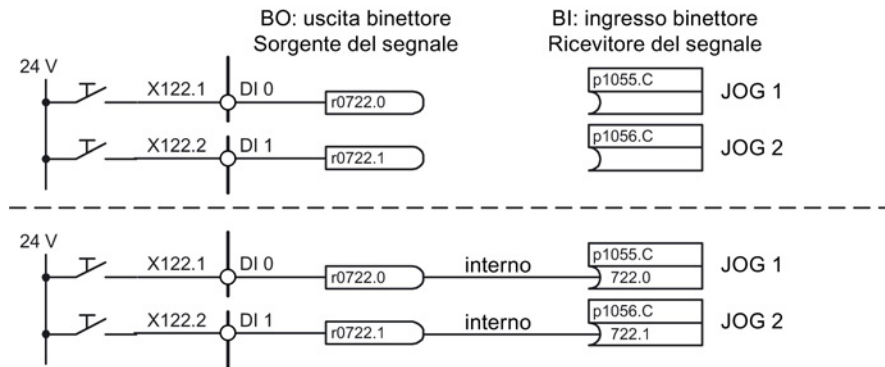 BO: uscita binettore
Sorgente del segnale
BI: ingresso binettore
Ricevitore del segnale
24 V
X122.1
DI 0
r0722.0
p1055.C
JOG 1
X122.2
DI 1
r0722.1
p1056.C
JOG 2
24 V
X122.1
DI 0
r0722.0
interno
p1055.C
722.0
JOG 1
X122.2
DI 1
r0722.1
interno
p1056.C
722.1
JOG 2